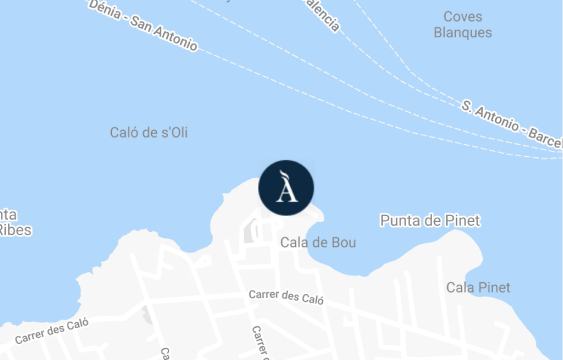 Dénia - San Antonio
alencia
Coves
Blanques
S. Antonio - Barcel
Caló de s'Oli
À
nta
Ribes
Punta de Pinet
Cala de Bou
Cala Pinet
Carrer des Caló
Carrer des Caló
Ca
Carrer
Ca